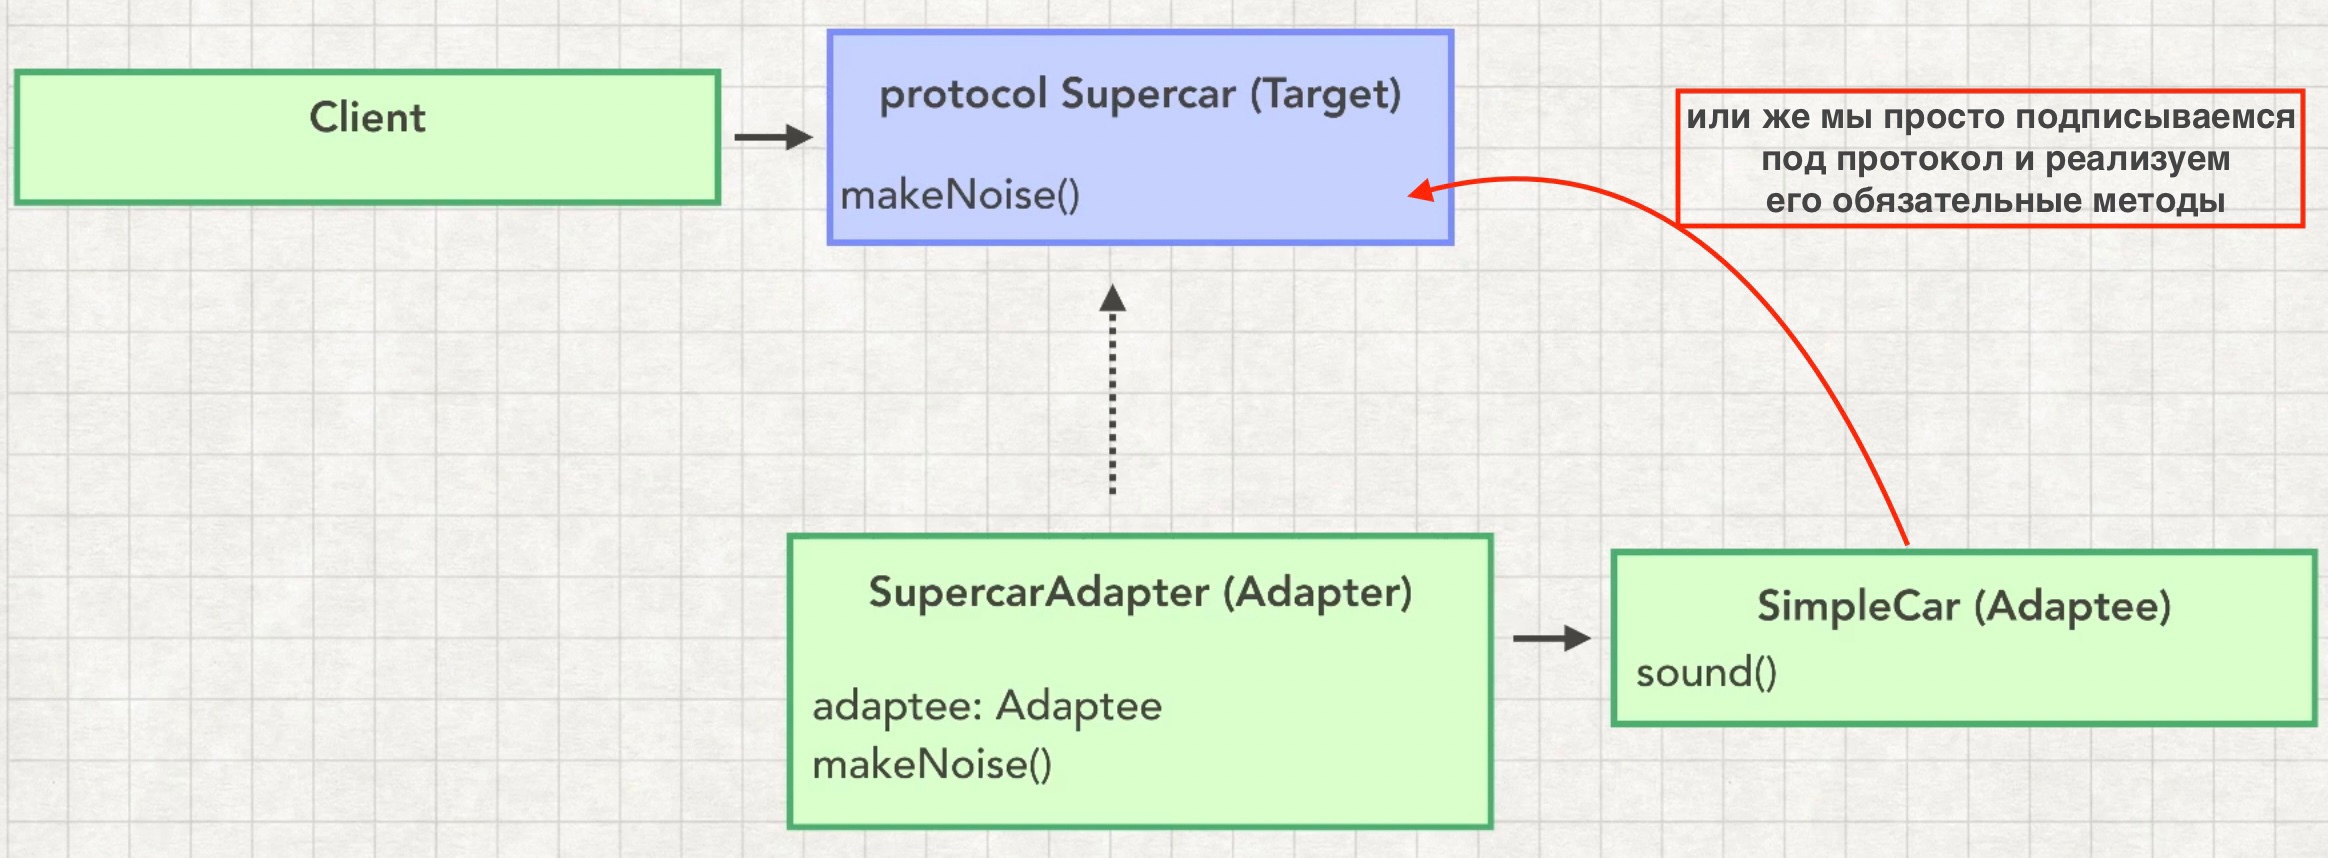 Client
protocol Supercar (Target)
makeNoise()
или же мы просто подписываемся
под протокол и реализуем
его обязательные методы
SupercarAdapter (Adapter)
adaptee: Adaptee
makeNoise()
SimpleCar (Adaptee)
sound()